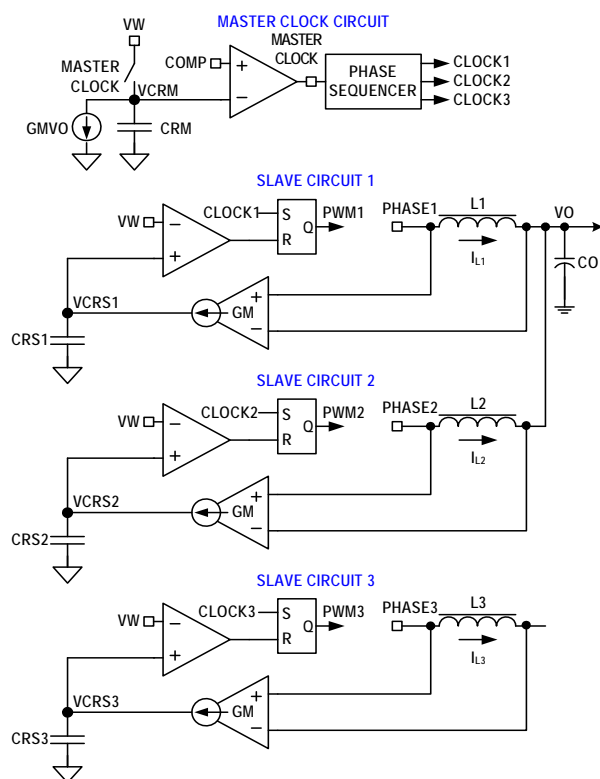 MASTER CLOCK CIRCUIT
VW
MASTER
CLOCK
COMP
+
−
MASTER
CLOCK
PHASE
SEQUENCER
CLOCK1
CLOCK2
CLOCK3
VCRM
GMVO
CRM
SLAVE CIRCUIT 1
VW
−
+
CLOCK1
S
R
Q
PWM1
PHASE1
L1
IL1
VO
CO
VCRS1
CRS1
GM
+
−
SLAVE CIRCUIT 2
VW
−
+
CLOCK2
S
R
Q
PWM2
PHASE2
L2
IL2
VCRS2
CRS2
GM
+
−
SLAVE CIRCUIT 3
VW
−
+
CLOCK3
S
R
Q
PWM3
PHASE3
L3
IL3
VCRS3
CRS3
GM
+
−